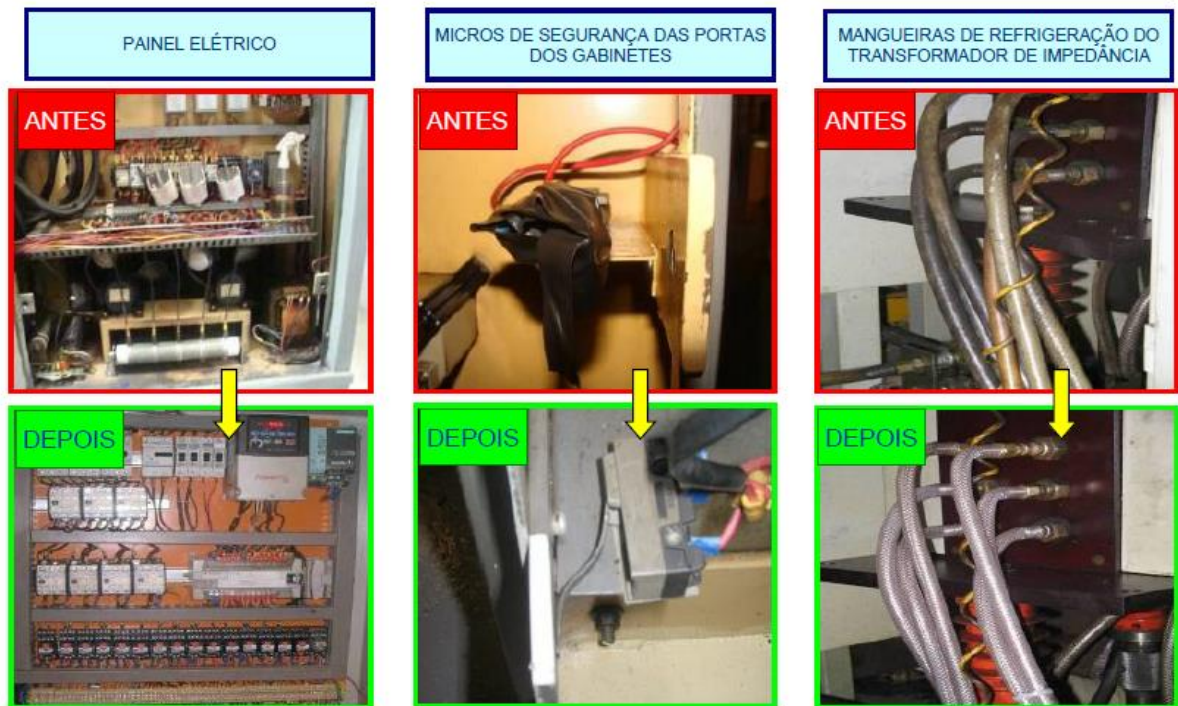 PAINEL ELÉTRICO
MICROS DE SEGURANÇA DAS PORTAS
DOS GABINETES
MANGUEIRAS DE REFRIGERAÇÃO DO
TRANSFORMADOR DE IMPEDÂNCIA
ANTES
ANTES
ANTES
DEPOIS
DEPOIS
DEPOIS